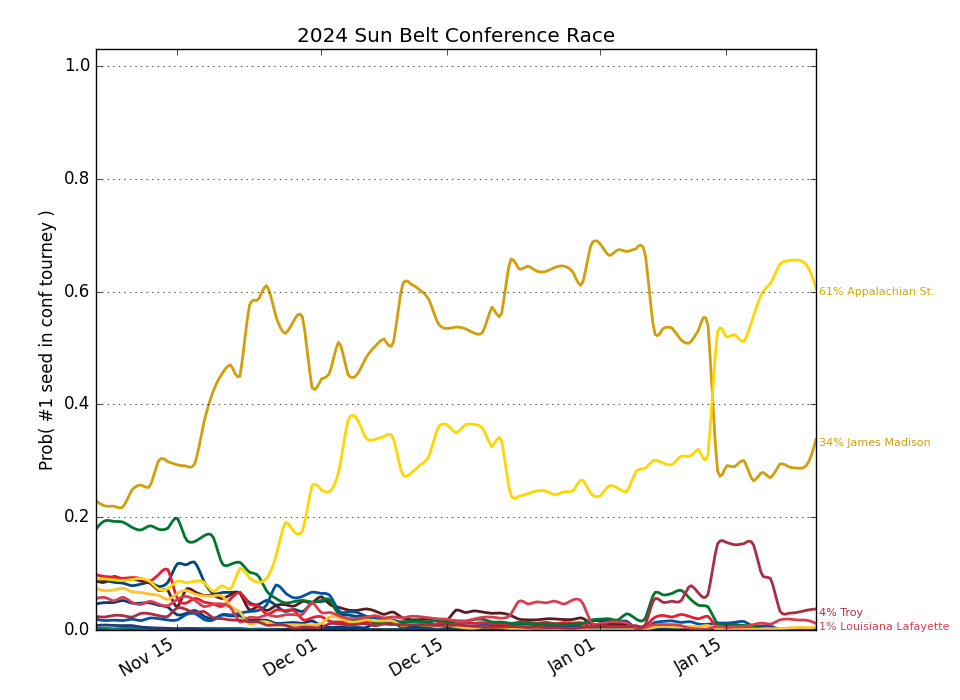 2024 Sun Belt Conference Race
Prob( #1 seed in conf tourney )
1.0
0.8
0.6
0.4
0.2
0.0
61% Appalachian St.
34% James Madison
4% Troy
1% Louisiana Lafayette
Nov 15
Dec 01
Dec 15
Jan 01
Jan 15